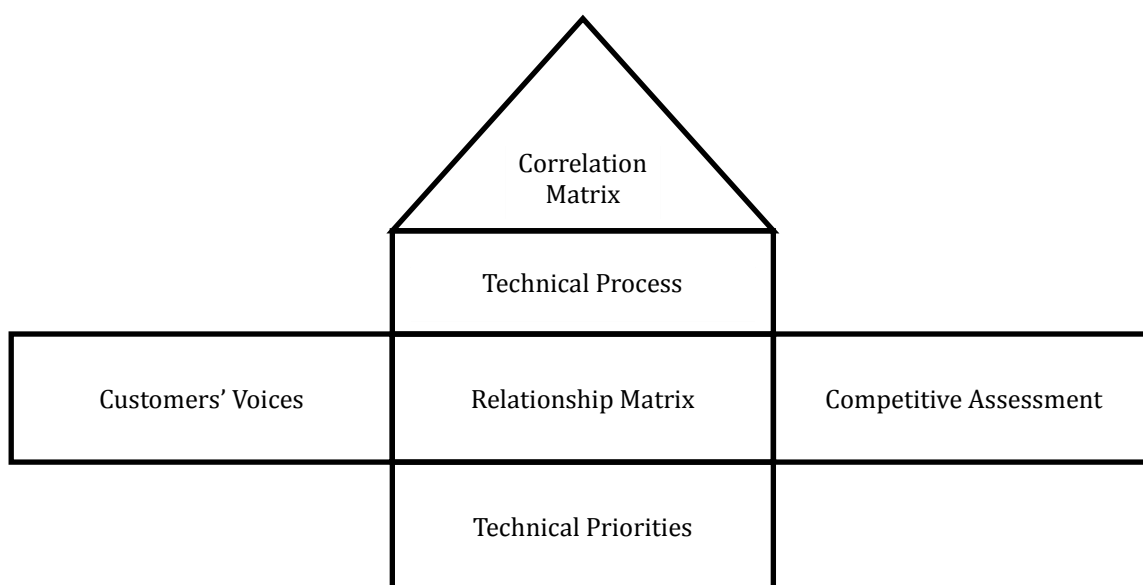 Correlation
Matrix
Technical Process
Customers’ Voices
Relationship Matrix
Competitive Assessment
Technical Priorities